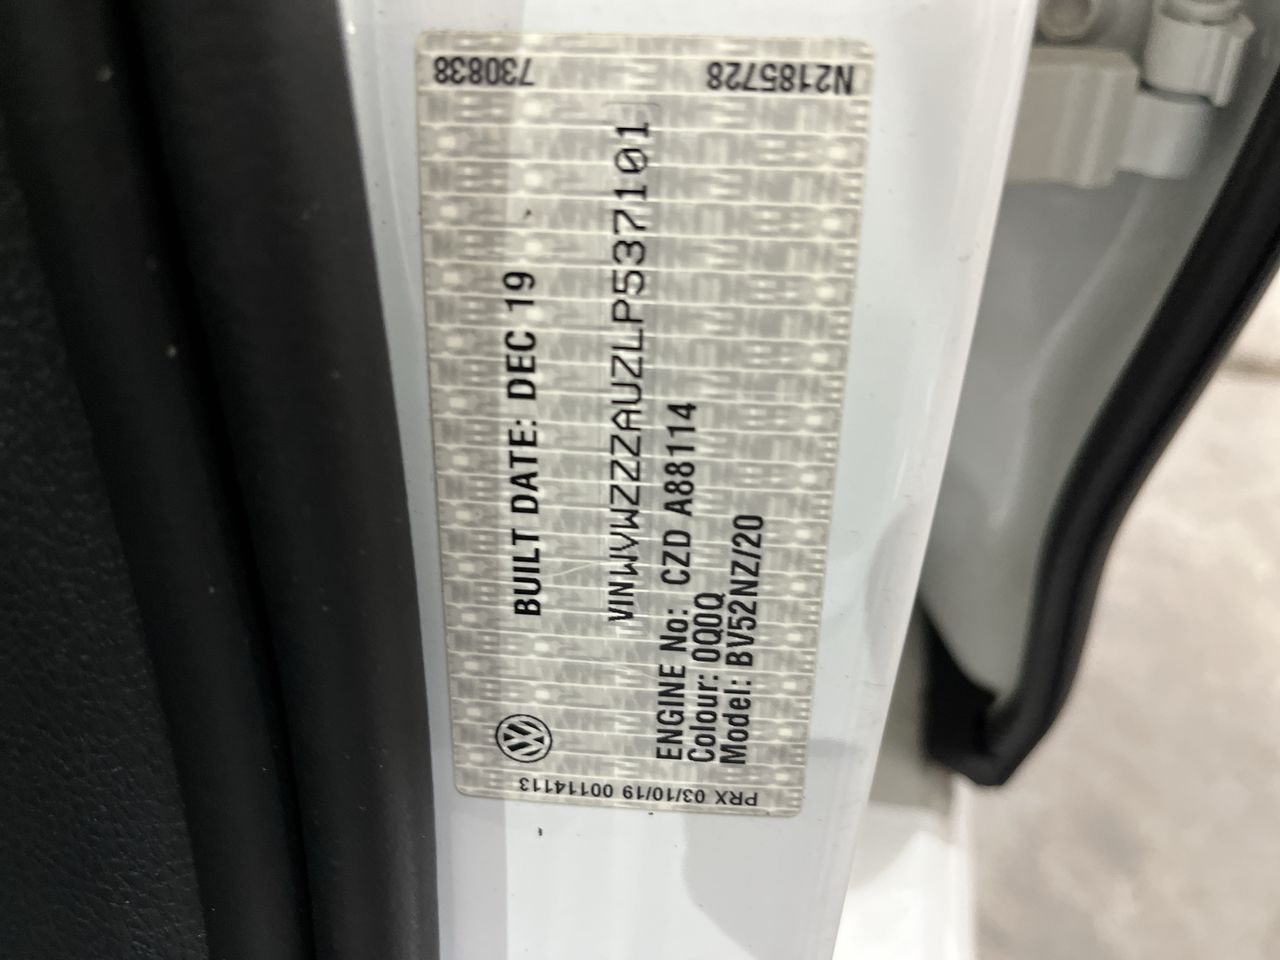 730838
N2185728
BUILT DATE: DEC 19
VINWVWZZZAUZLP537101
ENGINE No: CZD A88114
Colour: 0Q0Q
Model: BV52NZ/20
PRX 03/10/19 00114113